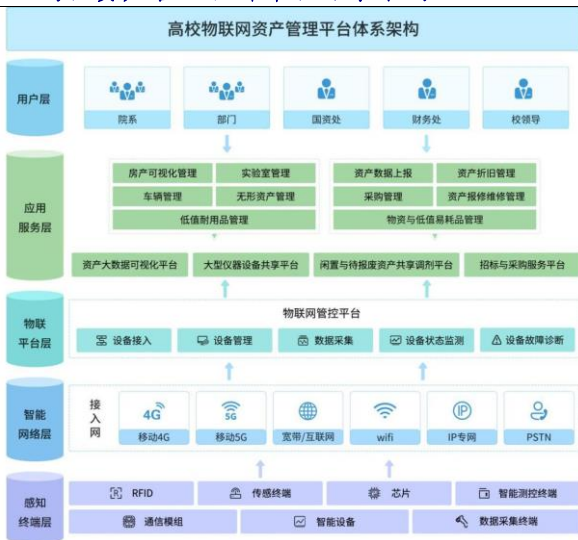 高校物联网资产管理平台体系架构
用户层
院系
部门
国资处
财务处
校领导
应用
服务层
房产可视化管理
实验室管理
资产数据上报
资产折旧管理
车辆管理
无形资产管理
采购管理
资产报修维修管理
低值耐用品管理
物资与低值易耗品管理
资产大数据可视化平台
大型仪器设备共享平台
闲置与待报废资产共享调剂平台
招标与采购服务平台
物联
平台层
物联网管控平台
设备接入
设备管理
数据采集
设备状态监测
设备故障诊断
智能
网络层
接入网
4G
5G
IP
移动4G
移动5G
宽带/互联网
wifi
IP专网
PSTN
感知
终端层
RFID
传感终端
芯片
智能测控终端
通信模组
智能设备
数据采集终端